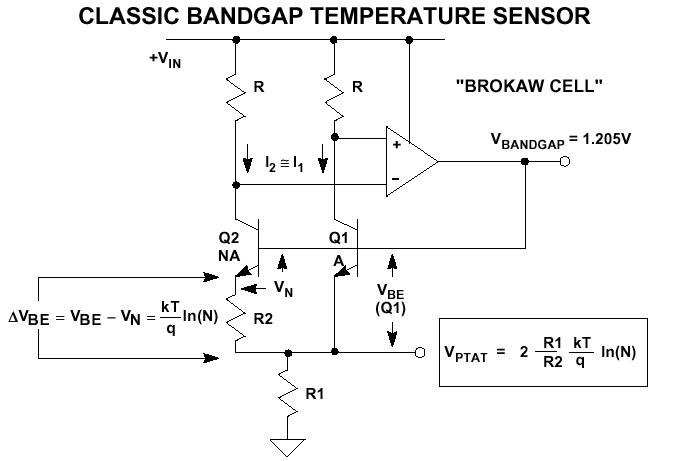 CLASSIC BANDGAP TEMPERATURE SENSOR
+VIN
R
R
"BROKAW CELL"
+
VBANDGAP = 1.205V
I2 ≅ I1
−
Q2
NA
Q1
A
VN
VBE
(Q1)
ΔVBE = VBE − VN = kT/q ln(N)
R2
VPTAT = 2 R1/R2 kT/q ln(N)
R1